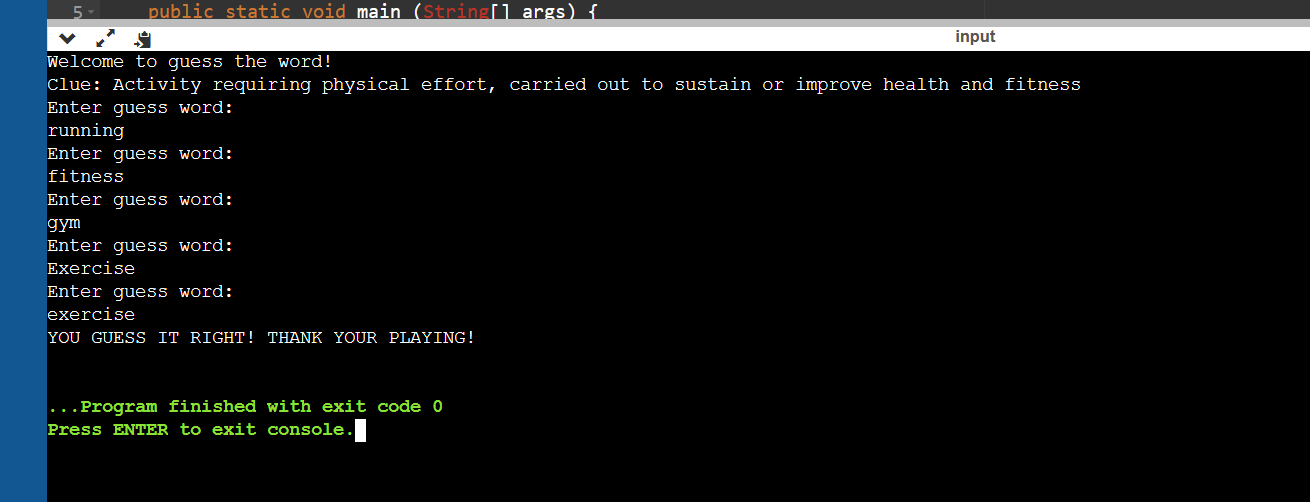 5 public static void main (String[] args) {
input
Welcome to guess the word!
Clue: Activity requiring physical effort, carried out to sustain or improve health and fitness
Enter guess word:
running
Enter guess word:
fitness
Enter guess word:
gym
Enter guess word:
Exercise
Enter guess word:
exercise
YOU GUESS IT RIGHT! THANK YOUR PLAYING!
...Program finished with exit code 0
Press ENTER to exit console.